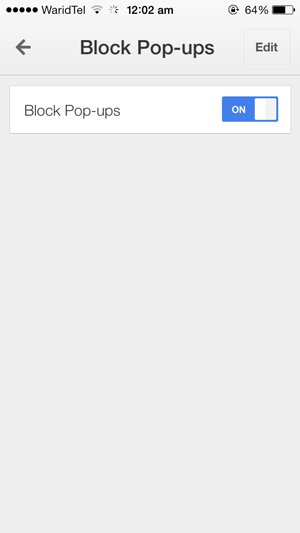 WaridTel 12:02 am 64%
Block Pop-ups Edit
Block Pop-ups ON